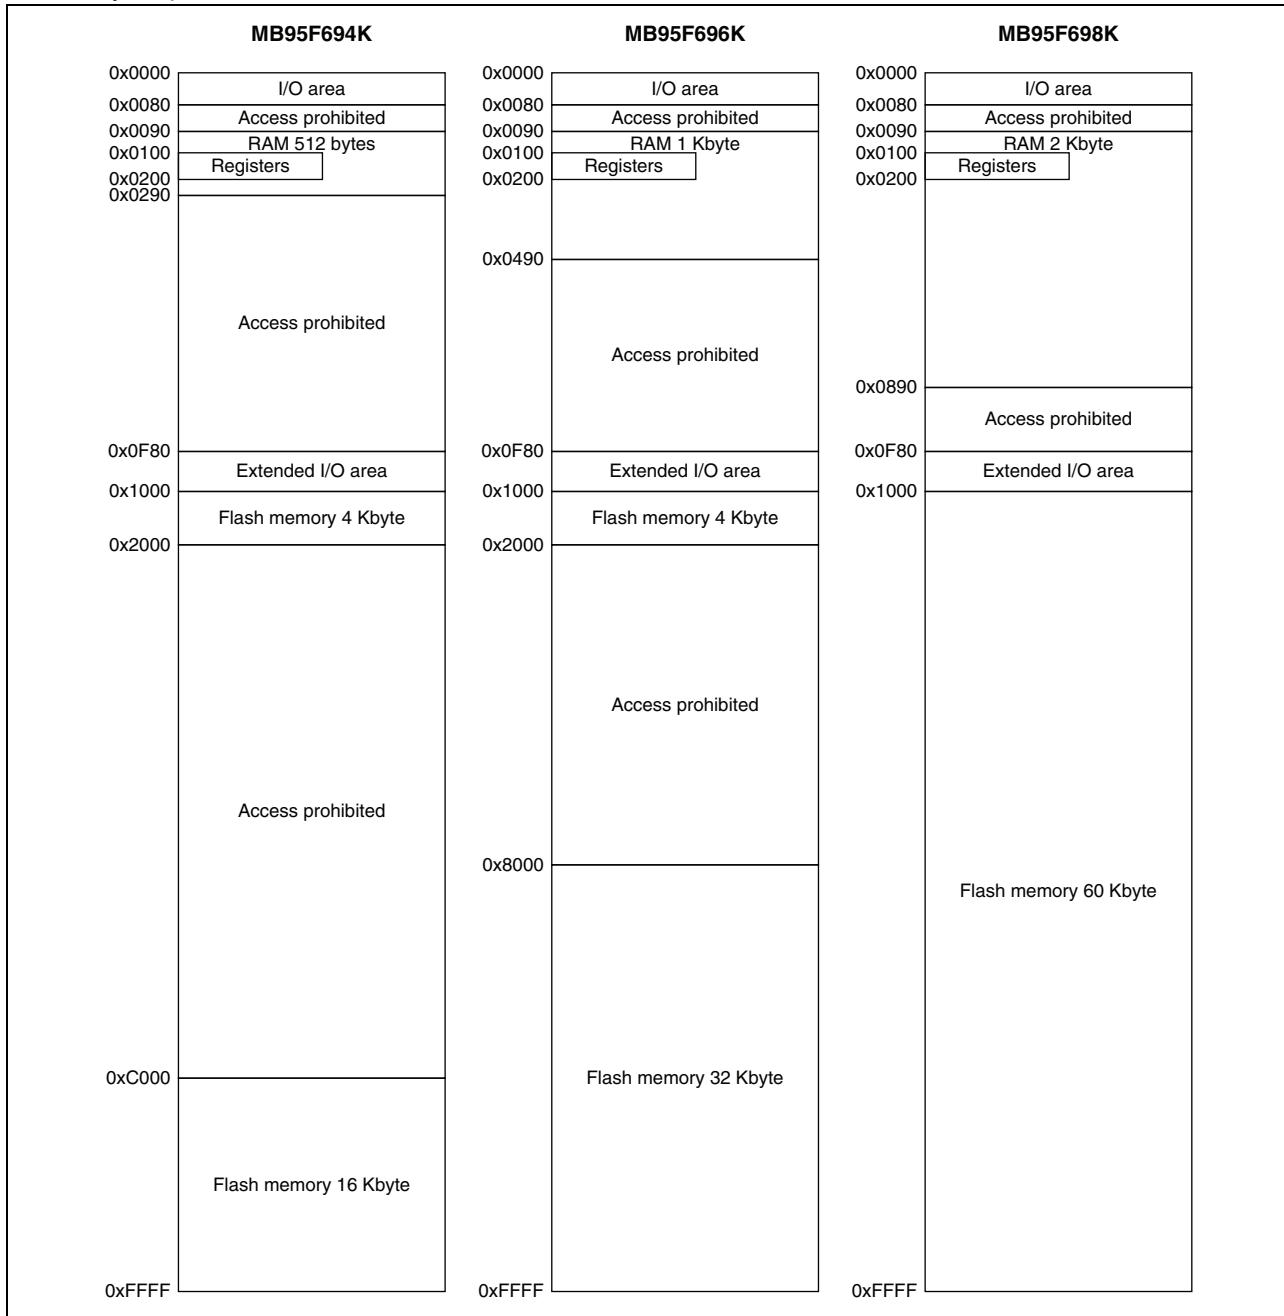 MB95F694K
0x0000
I/O area
0x0080
Access prohibited
0x0090
RAM 512 bytes
0x0100
Registers
0x0200
0x0290
Access prohibited
0x0F80
Extended I/O area
0x1000
Flash memory 4 Kbyte
0x2000
Access prohibited
0xC000
Flash memory 16 Kbyte
0xFFFF
MB95F696K
0x0000
I/O area
0x0080
Access prohibited
0x0090
RAM 1 Kbyte
0x0100
Registers
0x0200
0x0490
Access prohibited
0x0F80
Extended I/O area
0x1000
Flash memory 4 Kbyte
0x2000
Access prohibited
0x8000
Flash memory 32 Kbyte
0xFFFF
MB95F698K
0x0000
I/O area
0x0080
Access prohibited
0x0090
RAM 2 Kbyte
0x0100
Registers
0x0200
0x0890
Access prohibited
0x0F80
Extended I/O area
0x1000
Flash memory 60 Kbyte
0xFFFF